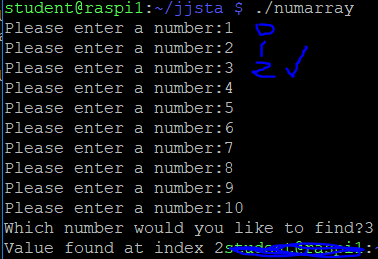 student@raspi1:~/jjsta $ ./numarray
Please enter a number:1 0
Please enter a number:2 1
Please enter a number:3 2 ✓
Please enter a number:4
Please enter a number:5
Please enter a number:6
Please enter a number:7
Please enter a number:8
Please enter a number:9
Please enter a number:10
Which number would you like to find?3
Value found at index 2student@raspi1: